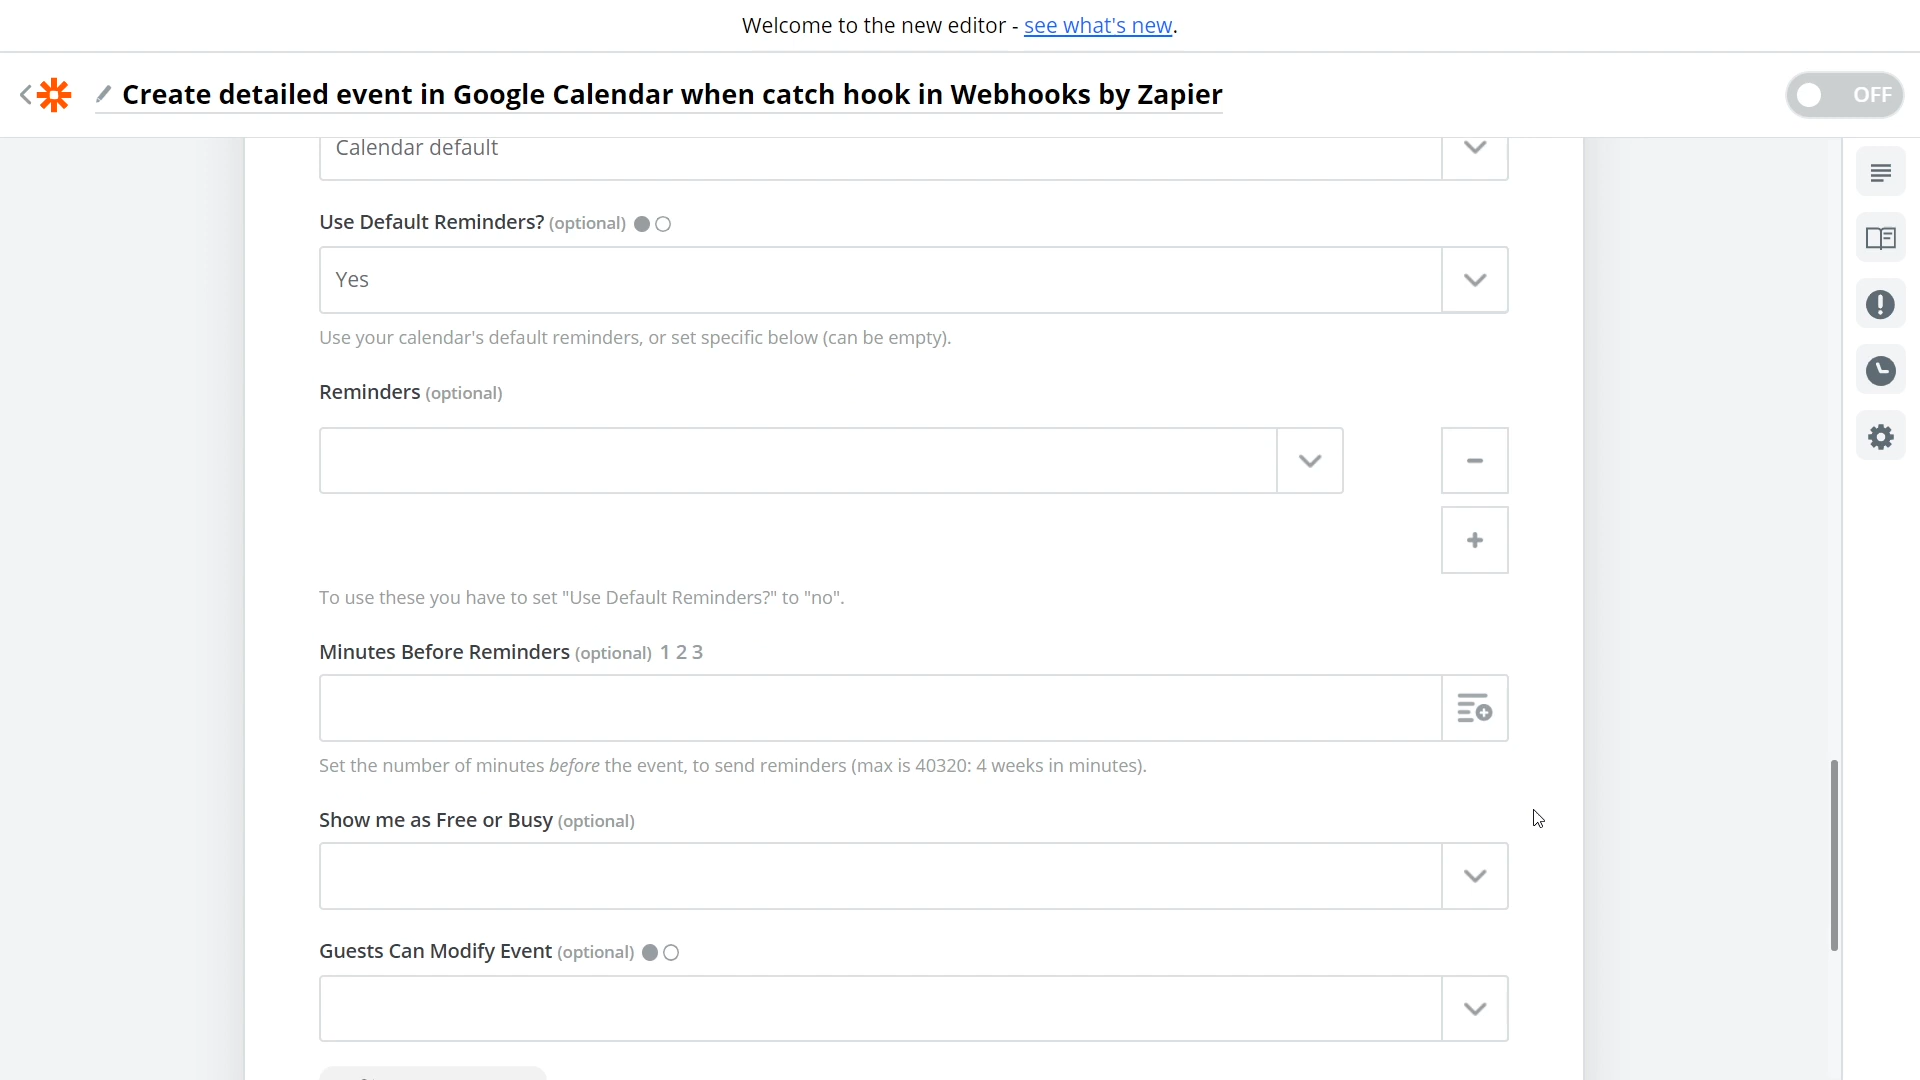 Welcome to the new editor - see what's new.
Create detailed event in Google Calendar when catch hook in Webhooks by Zapier
OFF
Calendar default
Use Default Reminders? (optional)
Yes
Use your calendar's default reminders, or set specific below (can be empty).
Reminders (optional)
To use these you have to set "Use Default Reminders?" to "no".
Minutes Before Reminders (optional) 1 2 3
Set the number of minutes before the event, to send reminders (max is 40320: 4 weeks in minutes).
Show me as Free or Busy (optional)
Guests Can Modify Event (optional)